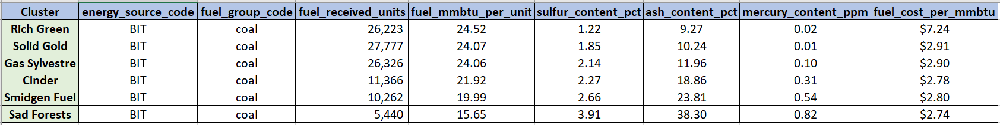 Cluster energy_source_code fuel_group_code fuel_received_units fuel_mmbtu_per_unit sulfur_content_pct ash_content_pct mercury_content_ppm fuel_cost_per_mmbtu
Rich Green BIT coal 26,223 24.52 1.22 9.27 0.02 $7.24
Solid Gold BIT coal 27,777 24.07 1.85 10.24 0.01 $2.91
Gas Sylvestre BIT coal 26,326 24.06 2.14 11.96 0.10 $2.90
Cinder BIT coal 11,366 21.92 2.27 18.86 0.31 $2.78
Smidgen Fuel BIT coal 10,262 19.99 2.66 23.81 0.54 $2.80
Sad Forests BIT coal 5,440 15.65 3.91 38.30 0.82 $2.74